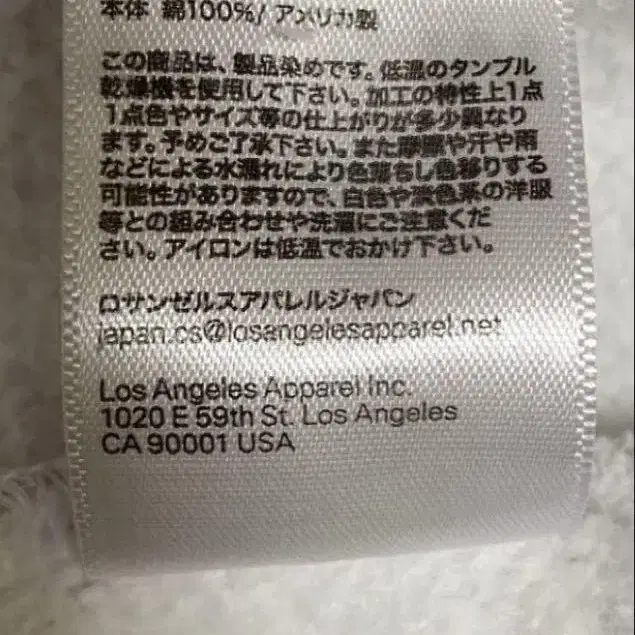 本体 綿100%/ アメリカ製
この商品は、製品染めです。低温のタンブル
乾燥機を使用して下さい。加工の特性上1点
1点色やサイズ等の仕上がりが多少異なり
ます。予めご了承下さい。また摩擦や汗や雨
などによる水濡れにより色落ちし色移りする
可能性がありますので、白色や淡色系の洋服
等との組み合わせや洗濯にご注意くだ
さい。アイロンは低温でおかけ下さい。
ロサンゼルスアパレルジャパン
japan.cs@losangelesapparel.net
Los Angeles Apparel Inc.
1020 E 59th St. Los Angeles
CA 90001 USA